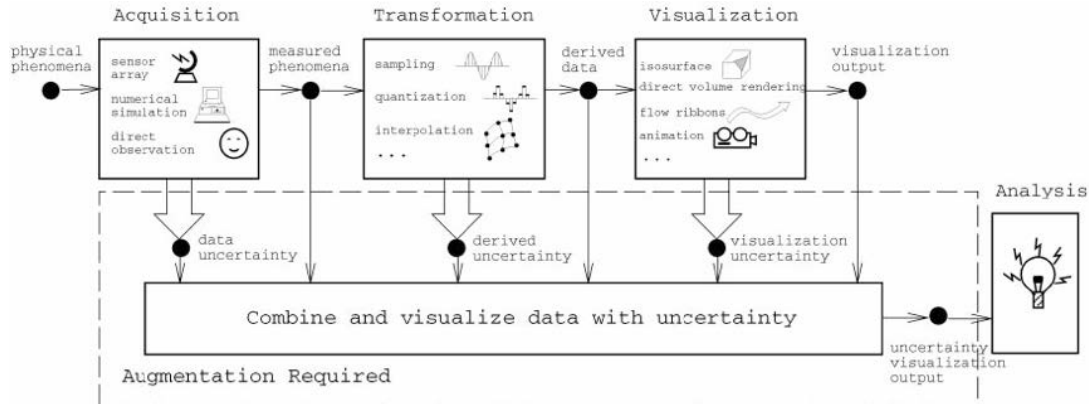 Acquisition
Transformation
Visualization
physical
phenomena
sensor
array
numerical
simulation
direct
observation
measured
phenomena
sampling
quantization
interpolation
. . .
derived
data
isosurface
direct volume rendering
flow ribbons
animation
. . .
visualization
output
Analysis
data
uncertainty
derived
uncertainty
visualization
uncertainty
Combine and visualize data with uncertainty
uncertainty
visualization
output
Augmentation Required